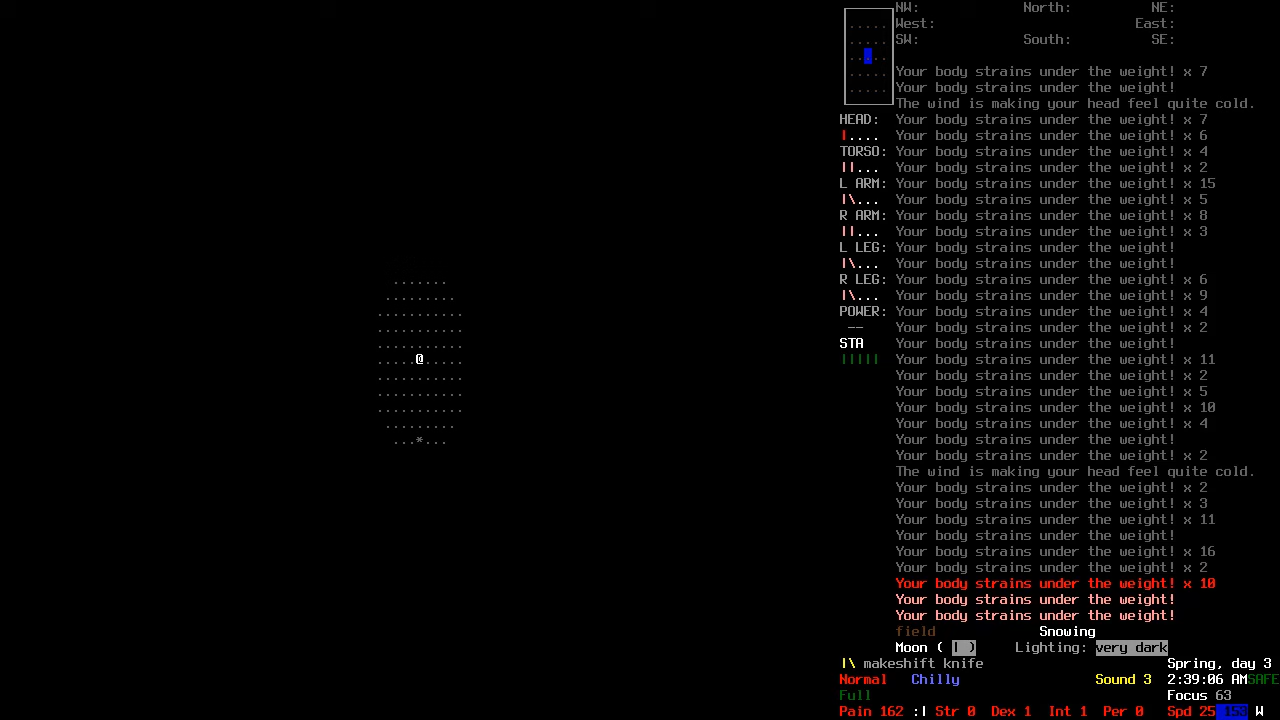 NW: North: NE:
West: East:
SW: South: SE:
Your body strains under the weight! x 7
Your body strains under the weight!
The wind is making your head feel quite cold.
HEAD: Your body strains under the weight! x 7
|.... Your body strains under the weight! x 6
TORSO: Your body strains under the weight! x 4
||... Your body strains under the weight! x 2
L ARM: Your body strains under the weight! x 15
|\... Your body strains under the weight! x 5
R ARM: Your body strains under the weight! x 8
||... Your body strains under the weight! x 3
L LEG: Your body strains under the weight!
|\... Your body strains under the weight!
R LEG: Your body strains under the weight! x 6
|\... Your body strains under the weight! x 9
POWER: Your body strains under the weight! x 4
-- Your body strains under the weight! x 2
STA Your body strains under the weight!
||||| Your body strains under the weight! x 11
Your body strains under the weight! x 2
Your body strains under the weight! x 5
Your body strains under the weight! x 10
Your body strains under the weight! x 4
Your body strains under the weight!
Your body strains under the weight! x 2
The wind is making your head feel quite cold.
Your body strains under the weight! x 2
Your body strains under the weight! x 3
Your body strains under the weight! x 11
Your body strains under the weight!
Your body strains under the weight! x 16
Your body strains under the weight! x 2
Your body strains under the weight! x 10
Your body strains under the weight!
Your body strains under the weight!
field Snowing
Moon ( | ) Lighting: very dark
|\ makeshift knife Spring, day 3
Normal Chilly Sound 3 2:39:06 AM SAFE
Full Focus 63
Pain 162 :| Str 0 Dex 1 Int 1 Per 0 Spd 25 153 W